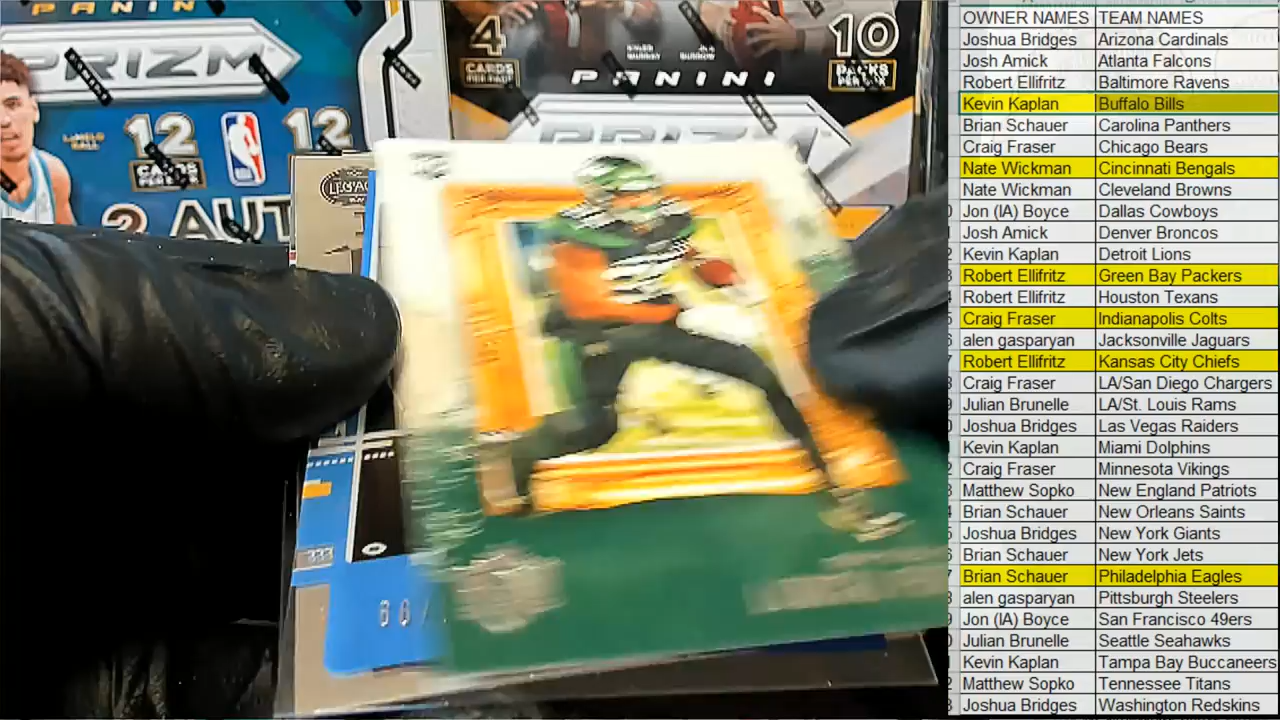 PRIZM
12
CARDS
PER PACK
NBA
12
2 AUT
4
CARDS
PER PACK
10
PACKS
PER BOX
PANINI
PRIZM
LEGAC
OWNER NAMES TEAM NAMES
Joshua Bridges Arizona Cardinals
Josh Amick Atlanta Falcons
Robert Ellifritz Baltimore Ravens
Kevin Kaplan Buffalo Bills
Brian Schauer Carolina Panthers
Craig Fraser Chicago Bears
Nate Wickman Cincinnati Bengals
Nate Wickman Cleveland Browns
Jon (IA) Boyce Dallas Cowboys
Josh Amick Denver Broncos
Kevin Kaplan Detroit Lions
Robert Ellifritz Green Bay Packers
Robert Ellifritz Houston Texans
Craig Fraser Indianapolis Colts
alen gasparyan Jacksonville Jaguars
Robert Ellifritz Kansas City Chiefs
Craig Fraser LA/San Diego Chargers
Julian Brunelle LA/St. Louis Rams
Joshua Bridges Las Vegas Raiders
Kevin Kaplan Miami Dolphins
Craig Fraser Minnesota Vikings
Matthew Sopko New England Patriots
Brian Schauer New Orleans Saints
Joshua Bridges New York Giants
Brian Schauer New York Jets
Brian Schauer Philadelphia Eagles
alen gasparyan Pittsburgh Steelers
Jon (IA) Boyce San Francisco 49ers
Julian Brunelle Seattle Seahawks
Kevin Kaplan Tampa Bay Buccaneers
Matthew Sopko Tennessee Titans
Joshua Bridges Washington Redskins